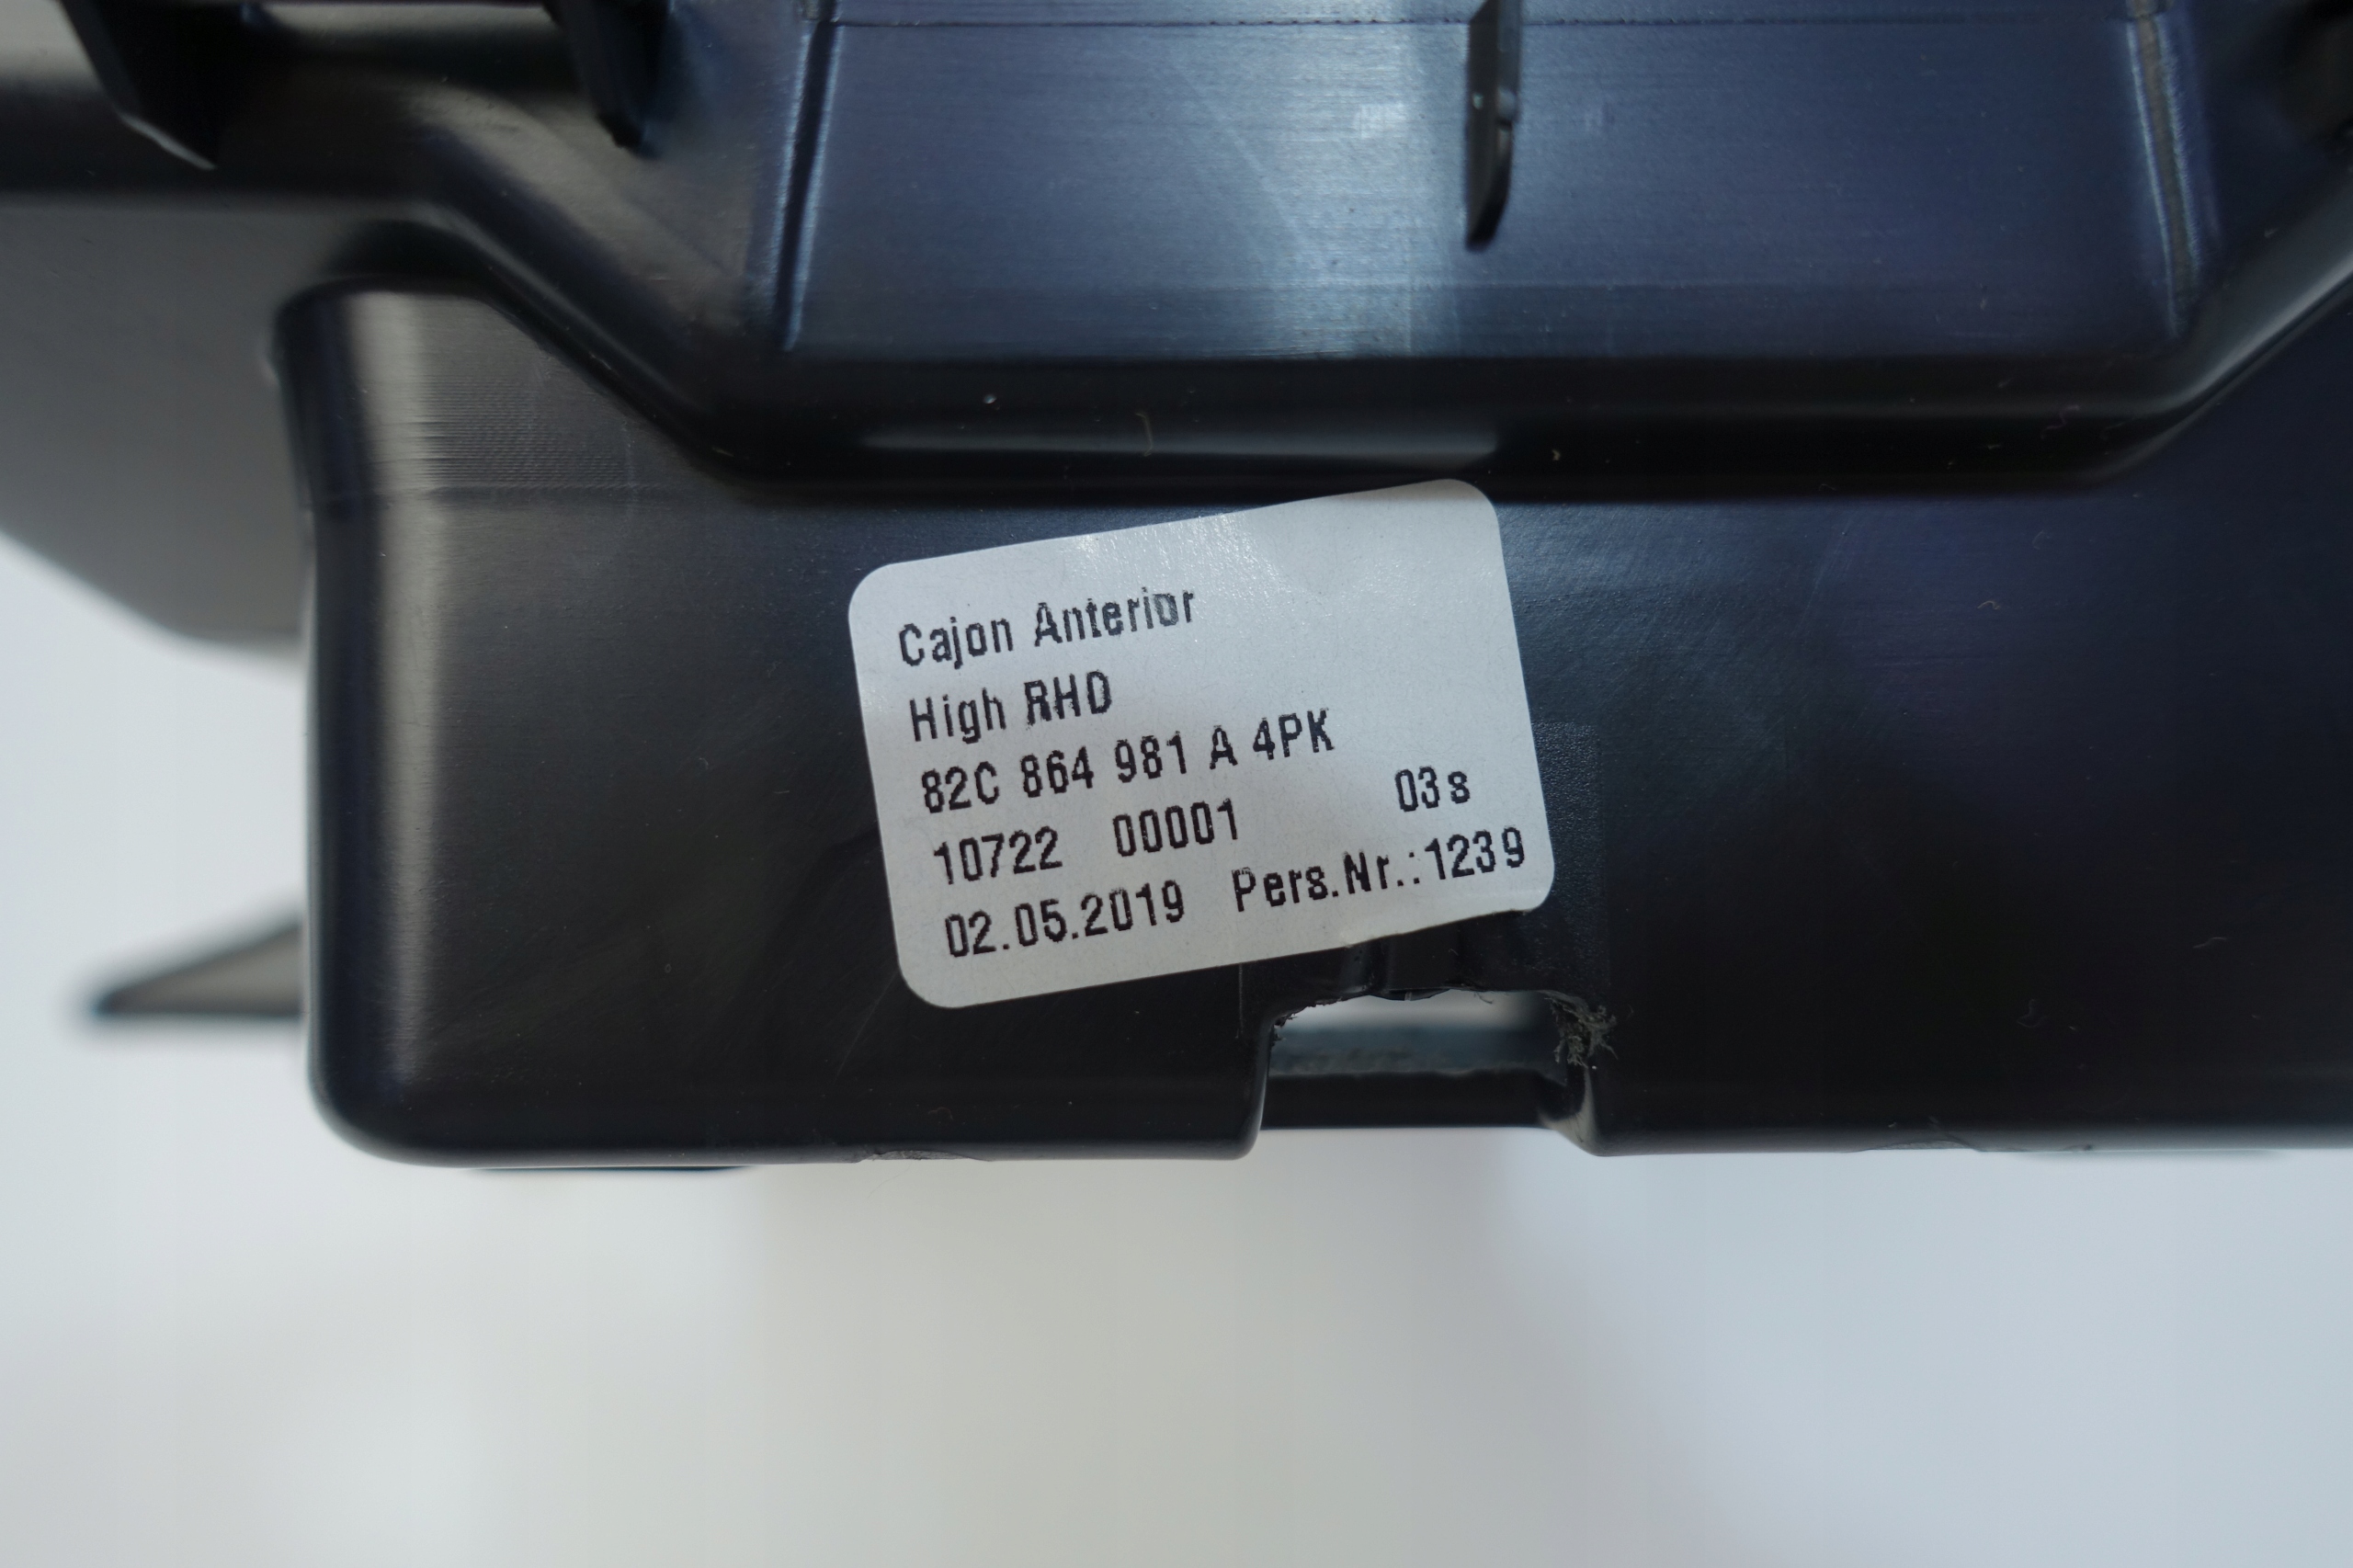 Cajon Anterior
High RHD
82C 864 981 A 4PK
10722 00001 03s
02.05.2019 Pers.Nr.:1239